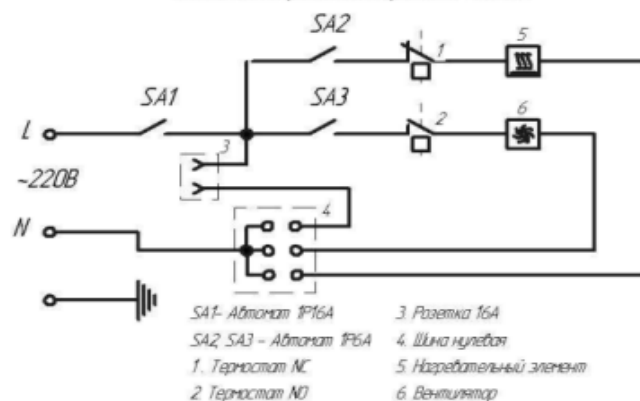 SA2
1
5
SA1
SA3
2
6
L
3
~220В
4
N
SA1- Автомат 1P16A
3 Розетка 16А
SA2, SA3 - Автомат 1P6A
4. Шина нулевая
1. Термостат NC
5 Нагревательный элемент
2 Термостат NO
6 Вентилятор